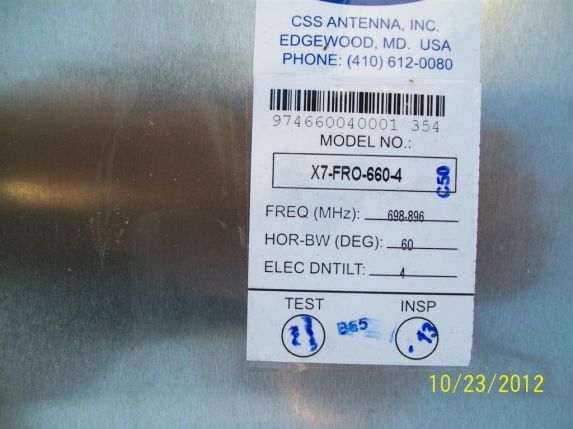 CSS ANTENNA, INC.
EDGEWOOD, MD. USA
PHONE: (410) 612-0080
974660040001 354
MODEL NO.:
X7-FRO-660-4
C50
FREQ (MHz): 698-896
HOR-BW (DEG): 60
ELEC DNTILT: 4
TEST INSP
B65
10/23/2012